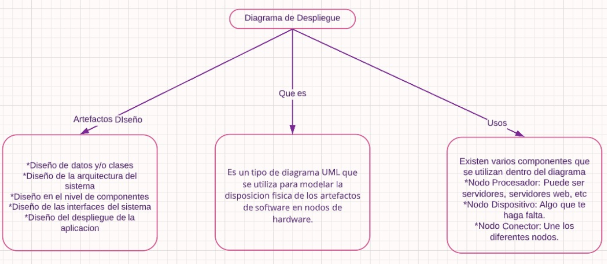 Diagrama de Despliegue
Artefactos DIseño
Que es
Usos
*Diseño de datos y/o clases
*Diseño de la arquitectura del
sistema
*Diseño en el nivel de componentes
*Diseño de las interfaces del sistema
*Diseño del despliegue de la
aplicacion
Es un tipo de diagrama UML que
se utiliza para modelar la
disposicion fisica de los artefactos
de software en nodos de
hardware.
Existen varios componentes que
se utilizan dentro del diagrama
*Nodo Procesador: Puede ser
servidores, servidores web, etc
*Nodo Dispositivo: Algo que te
haga falta.
*Nodo Conector: Une los
diferentes nodos.